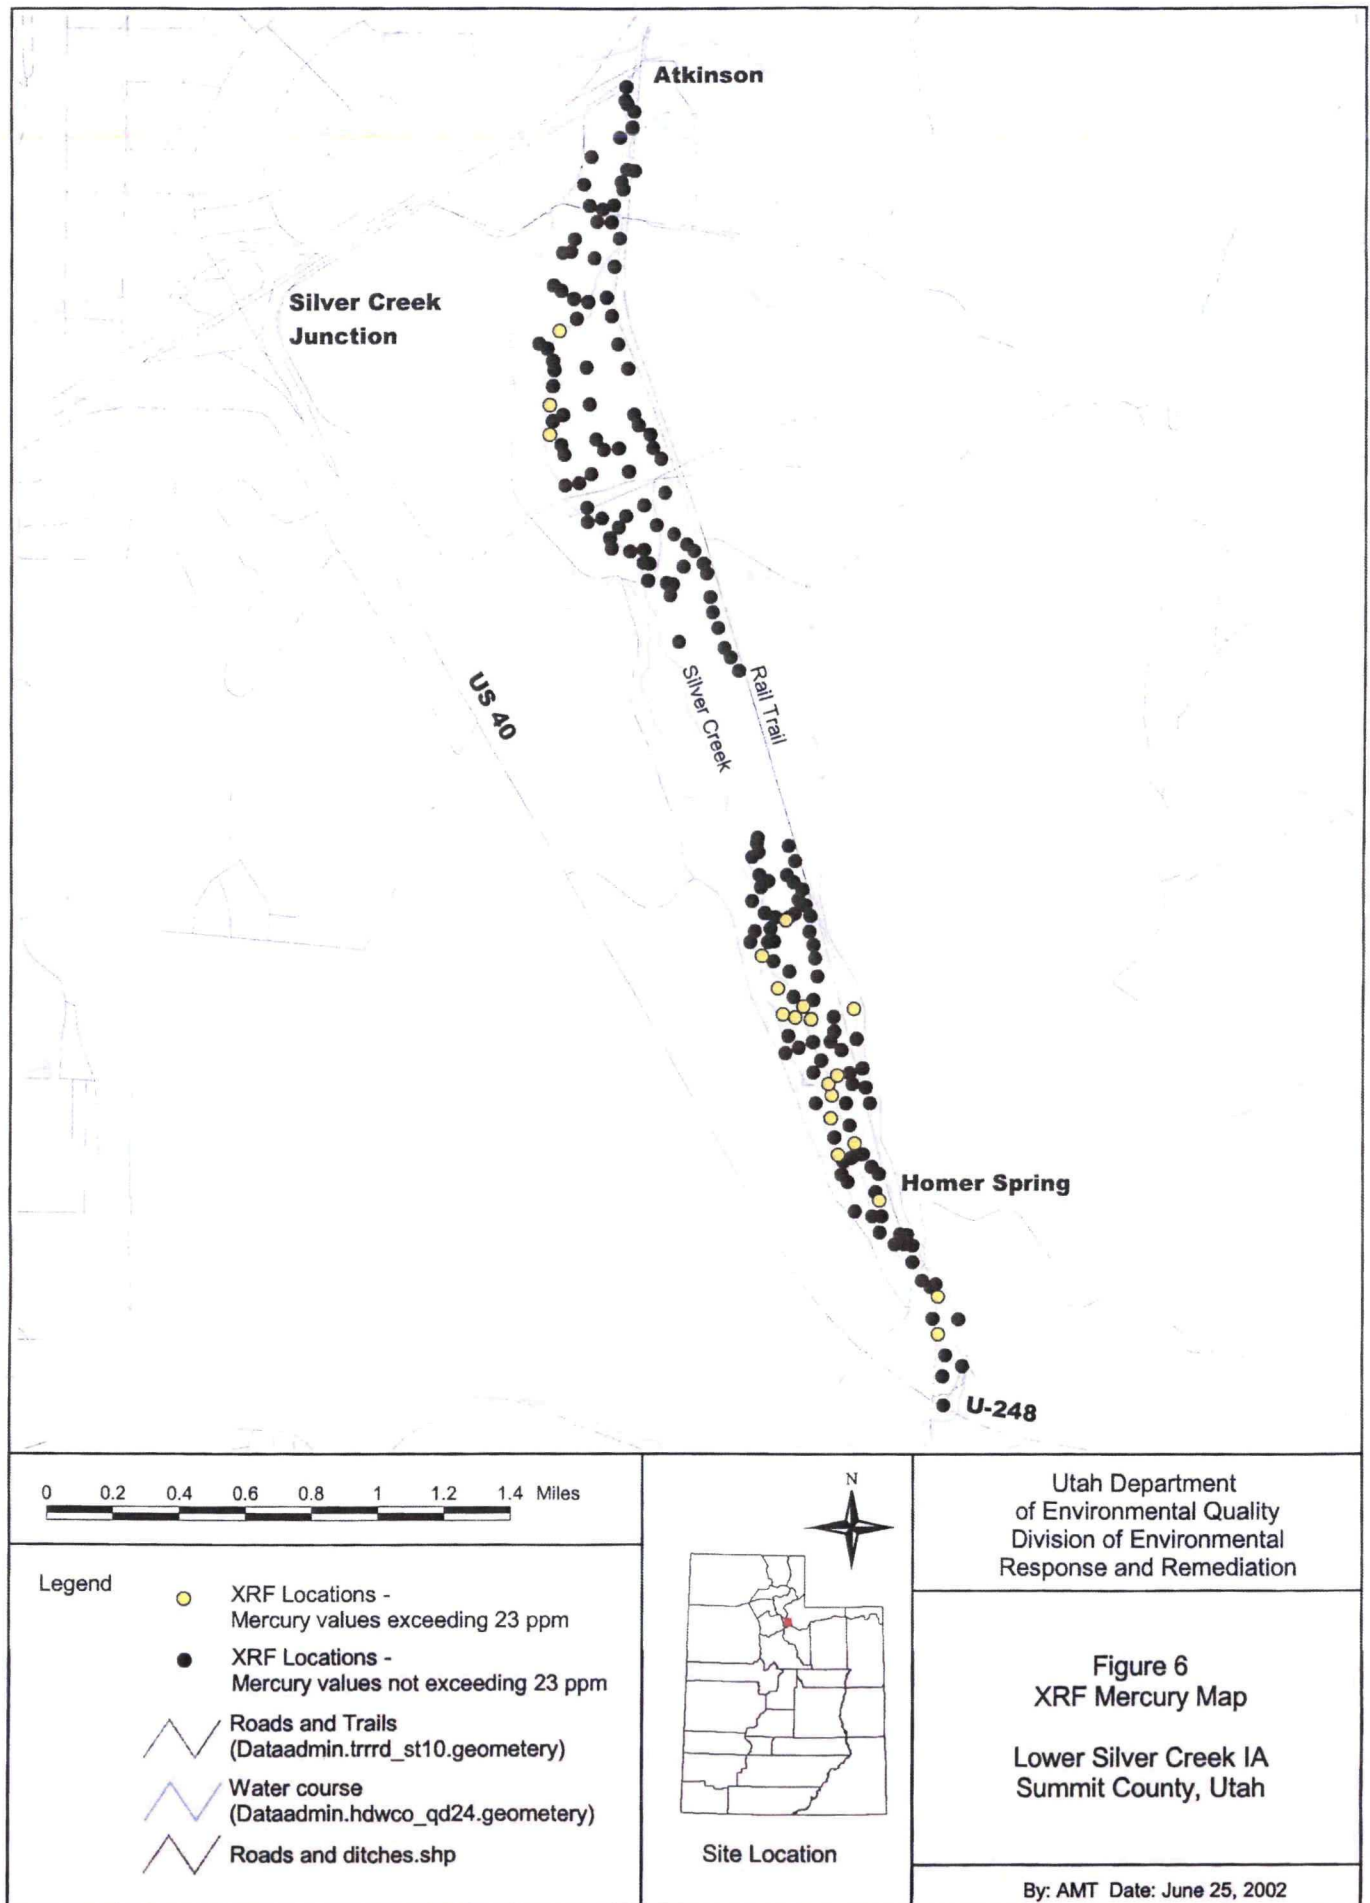 Atkinson
Silver Creek
Junction
US 40
Silver Creek
Rail Trail
Homer Spring
U-248
0 0.2 0.4 0.6 0.8 1 1.2 1.4 Miles
Legend
XRF Locations -
Mercury values exceeding 23 ppm
XRF Locations -
Mercury values not exceeding 23 ppm
Roads and Trails
(Dataadmin.trrrd_st10.geometery)
Water course
(Dataadmin.hdwco_qd24.geometery)
Roads and ditches.shp
N
Site Location
Utah Department
of Environmental Quality
Division of Environmental
Response and Remediation
Figure 6
XRF Mercury Map
Lower Silver Creek IA
Summit County, Utah
By: AMT Date: June 25, 2002